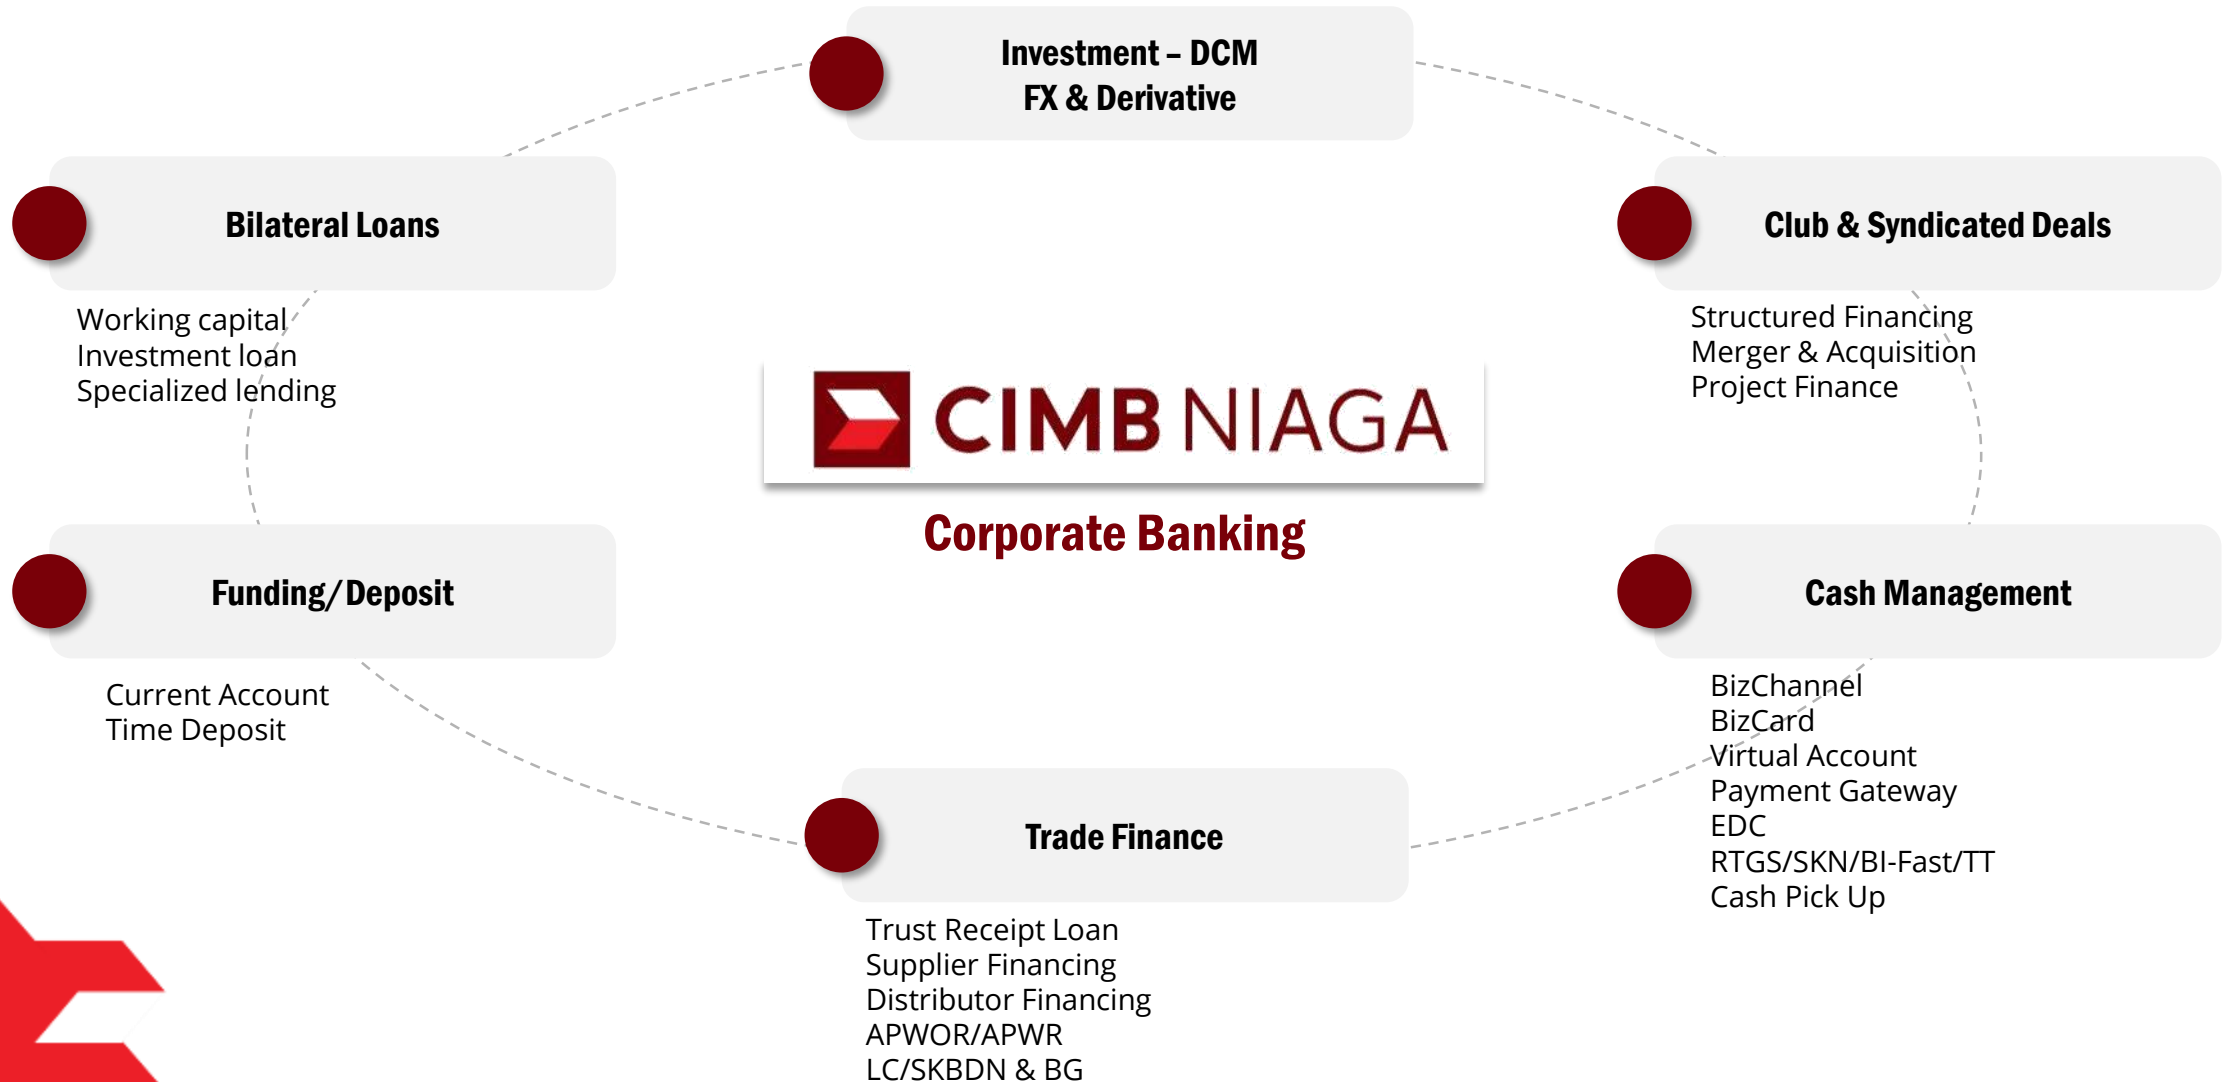 Investment – DCM
FX & Derivative
Bilateral Loans
Working capital
Investment loan
Specialized lending
Club & Syndicated Deals
Structured Financing
Merger & Acquisition
Project Finance
CIMB NIAGA
Corporate Banking
Funding/Deposit
Current Account
Time Deposit
Cash Management
BizChannel
BizCard
Virtual Account
Payment Gateway
EDC
RTGS/SKN/BI-Fast/TT
Cash Pick Up
Trade Finance
Trust Receipt Loan
Supplier Financing
Distributor Financing
APWOR/APWR
LC/SKBDN & BG